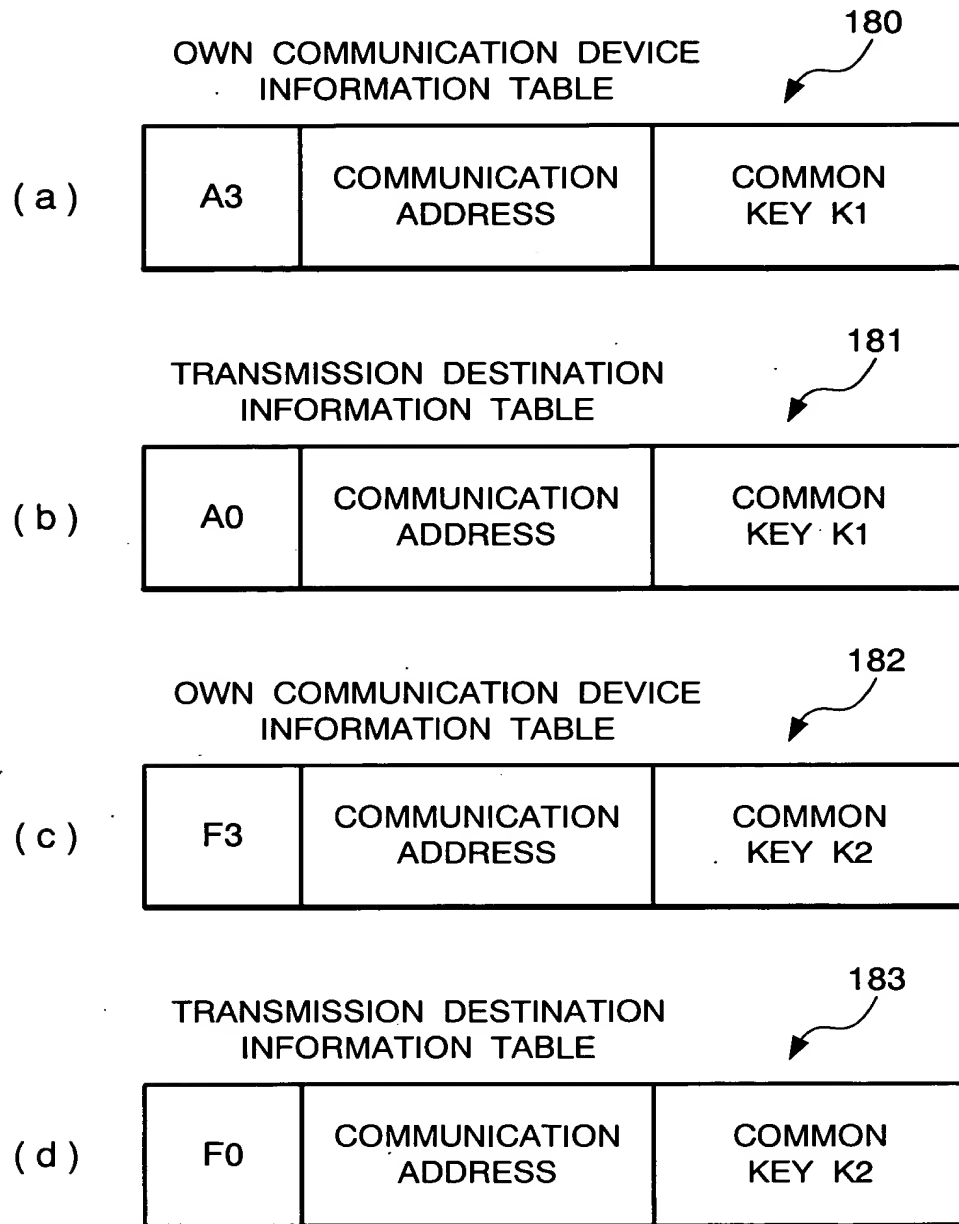 180
OWN COMMUNICATION DEVICE
INFORMATION TABLE
(a)
A3
COMMUNICATION
ADDRESS
COMMON
KEY K1
181
TRANSMISSION DESTINATION
INFORMATION TABLE
(b)
A0
COMMUNICATION
ADDRESS
COMMON
KEY K1
182
OWN COMMUNICATION DEVICE
INFORMATION TABLE
(c)
F3
COMMUNICATION
ADDRESS
COMMON
KEY K2
183
TRANSMISSION DESTINATION
INFORMATION TABLE
(d)
F0
COMMUNICATION
ADDRESS
COMMON
KEY K2